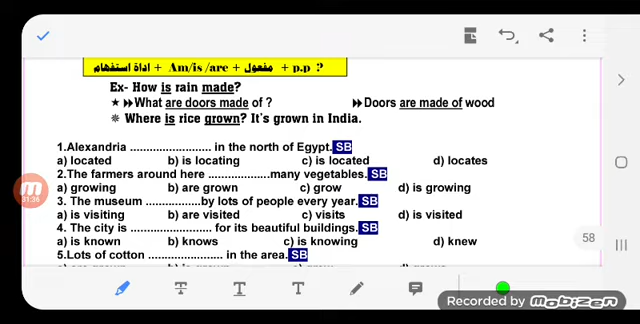 اداة استفهام + Am/is /are + مفعول + p.p ?
Ex- How is rain made?
★ What are doors made of ? Doors are made of wood
Where is rice grown? It's grown in India.
1.Alexandria .......................... in the north of Egypt. SB
a) located b) is locating c) is located d) locates
2.The farmers around here ....................many vegetables. SB
a) growing b) are grown c) grow d) is growing
3. The museum ..................by lots of people every year. SB
a) is visiting b) are visited c) visits d) is visited
4. The city is .......................... for its beautiful buildings. SB
a) is known b) knows c) is knowing d) knew
5.Lots of cotton ........................ in the area. SB
31:36
58
Recorded by Mobizen